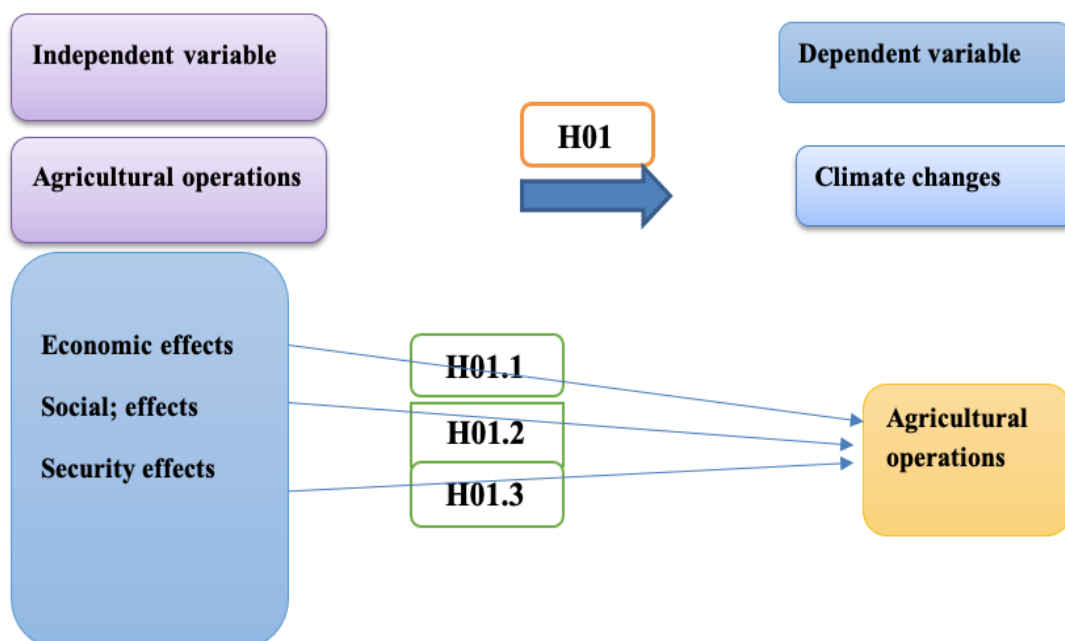 Independent variable
Dependent variable
H01
Agricultural operations
Climate changes
Economic effects
Social; effects
Security effects
H01.1
H01.2
H01.3
Agricultural
operations